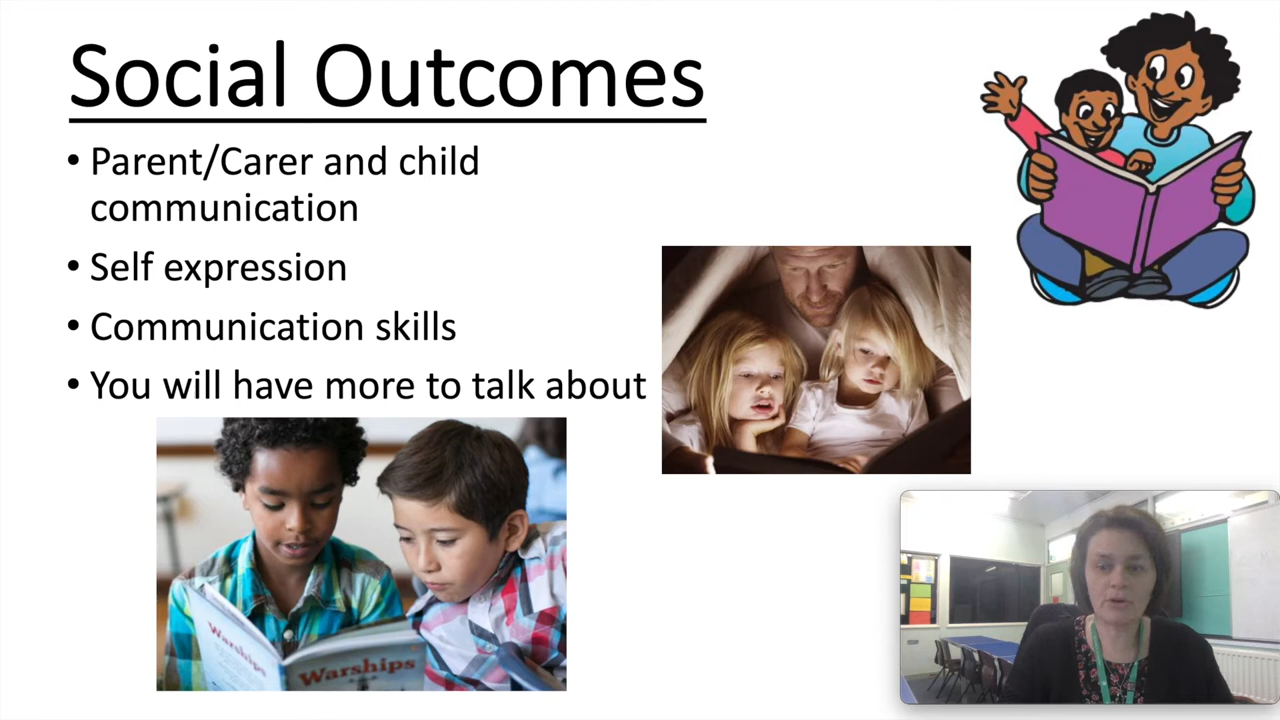 Social Outcomes
• Parent/Carer and child
communication
• Self expression
• Communication skills
• You will have more to talk about
Warships
Warships